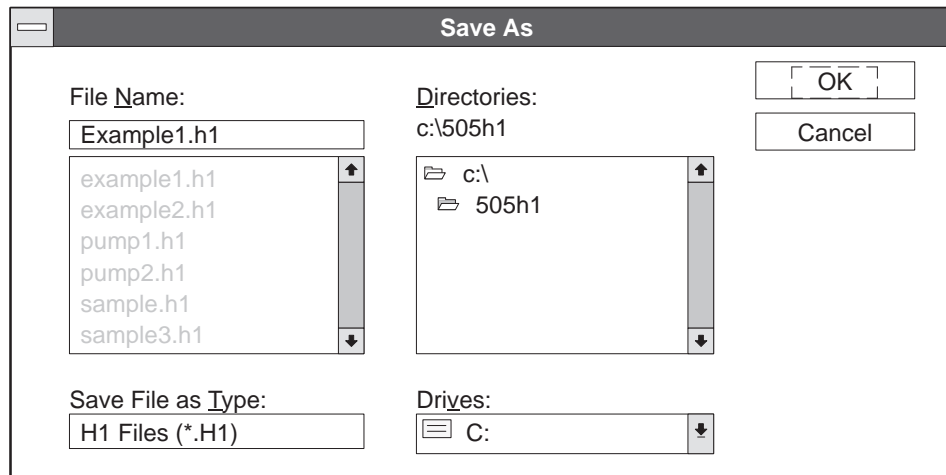 Save As
File Name:
Example1.h1
example1.h1
example2.h1
pump1.h1
pump2.h1
sample.h1
sample3.h1
Save File as Type:
H1 Files (*.H1)
Directories:
c:\505h1
c:\
505h1
Drives:
C:
OK
Cancel